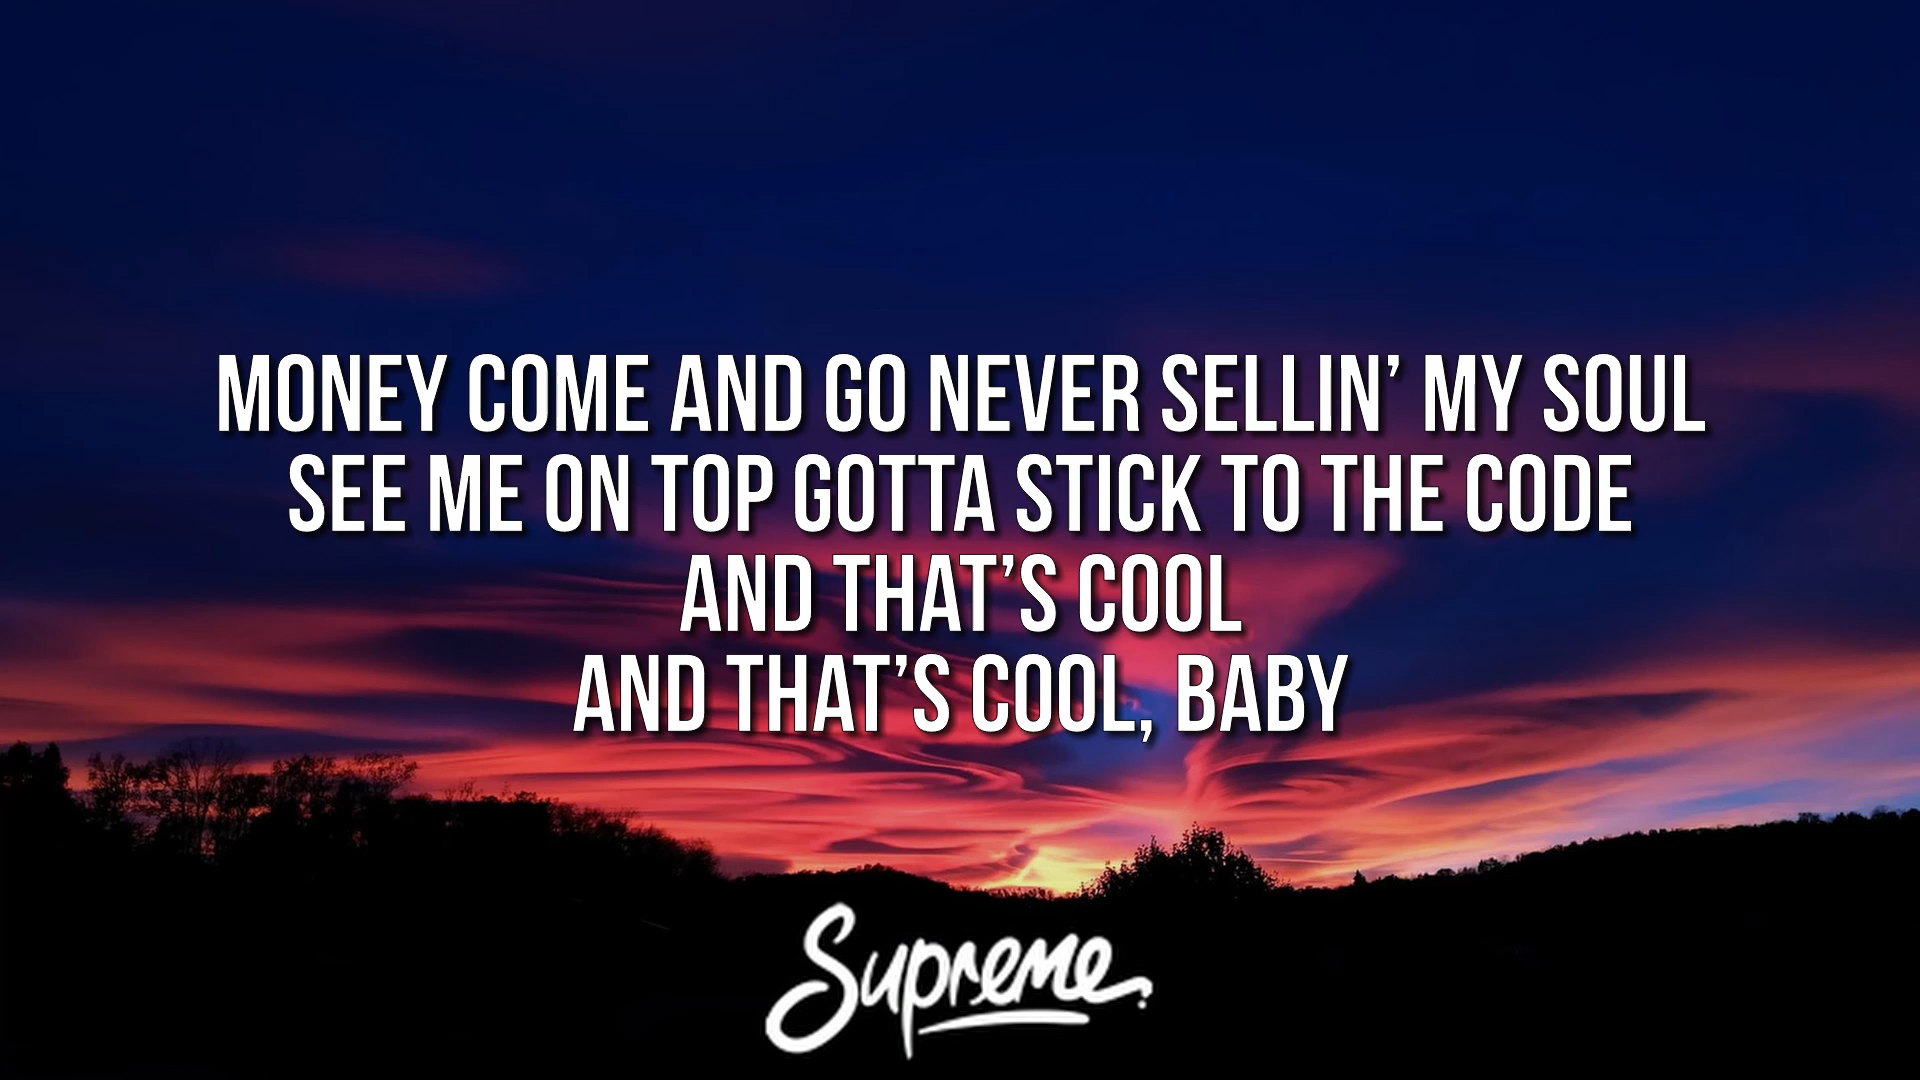 MONEY COME AND GO NEVER SELLIN’ MY SOUL
SEE ME ON TOP GOTTA STICK TO THE CODE
AND THAT’S COOL
AND THAT’S COOL, BABY
Supreme.